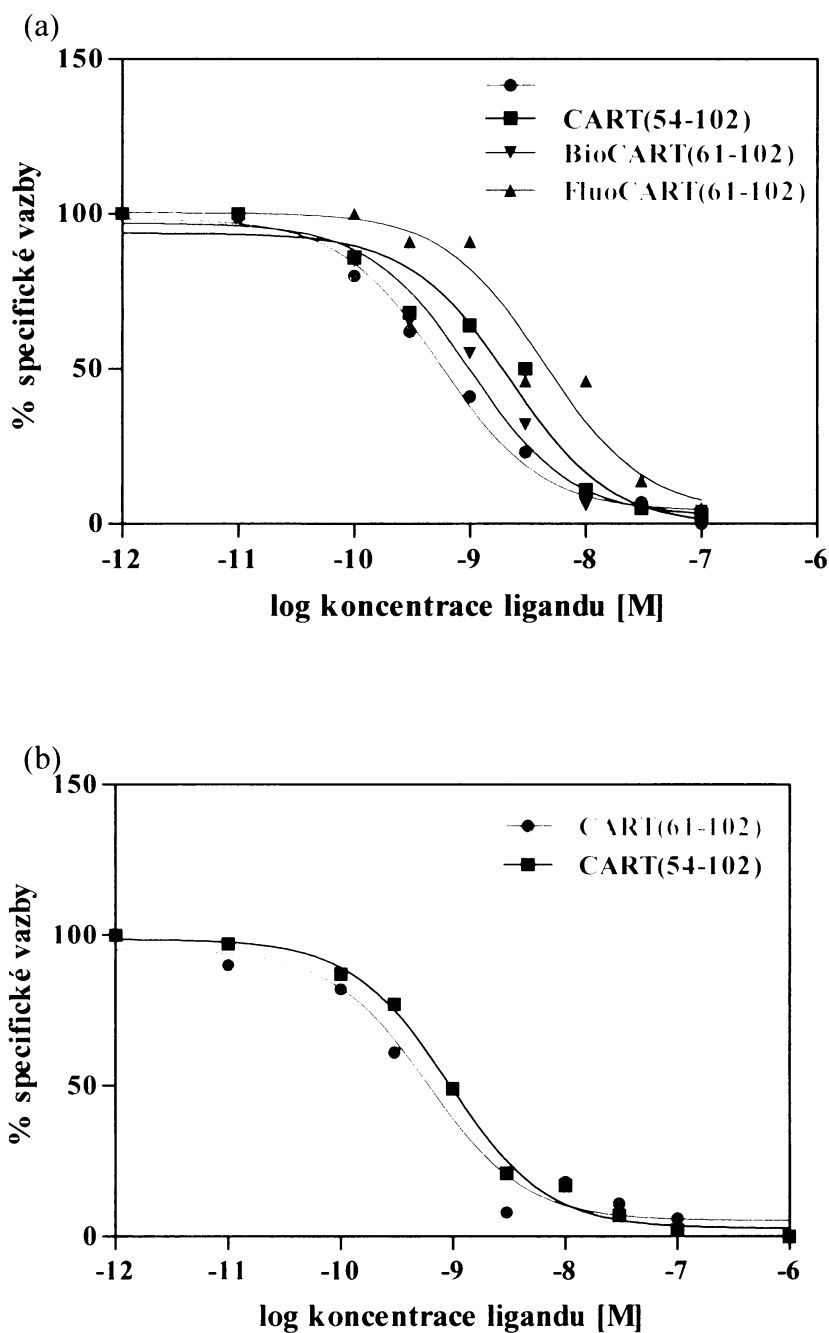 (a)
150
100
50
0
% specifické vazby
CART(54-102)
BioCART(61-102)
FluoCART(61-102)
-12 -11 -10 -9 -8 -7 -6
log koncentrace ligandu [M]
(b)
150
100
50
0
% specifické vazby
CART(61-102)
CART(54-102)
-12 -11 -10 -9 -8 -7 -6
log koncentrace ligandu [M]